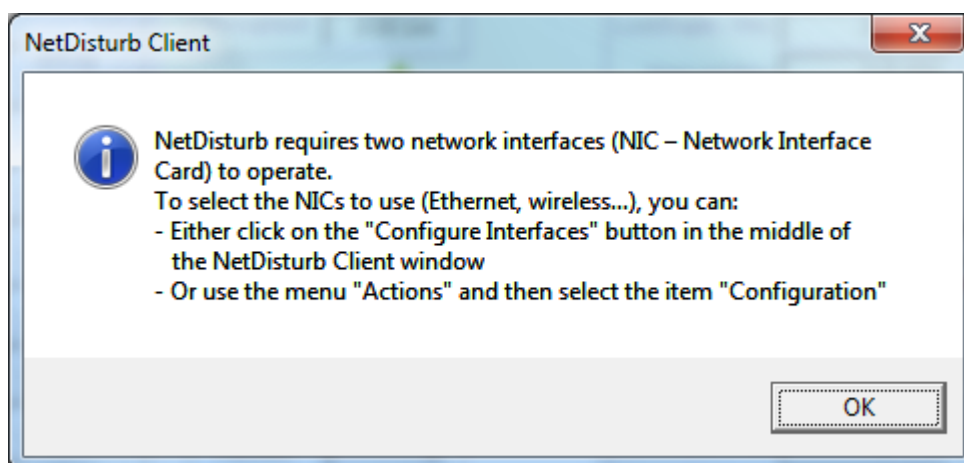 NetDisturb Client
NetDisturb requires two network interfaces (NIC – Network Interface
Card) to operate.
To select the NICs to use (Ethernet, wireless...), you can:
- Either click on the "Configure Interfaces" button in the middle of
the NetDisturb Client window
- Or use the menu "Actions" and then select the item "Configuration"
OK